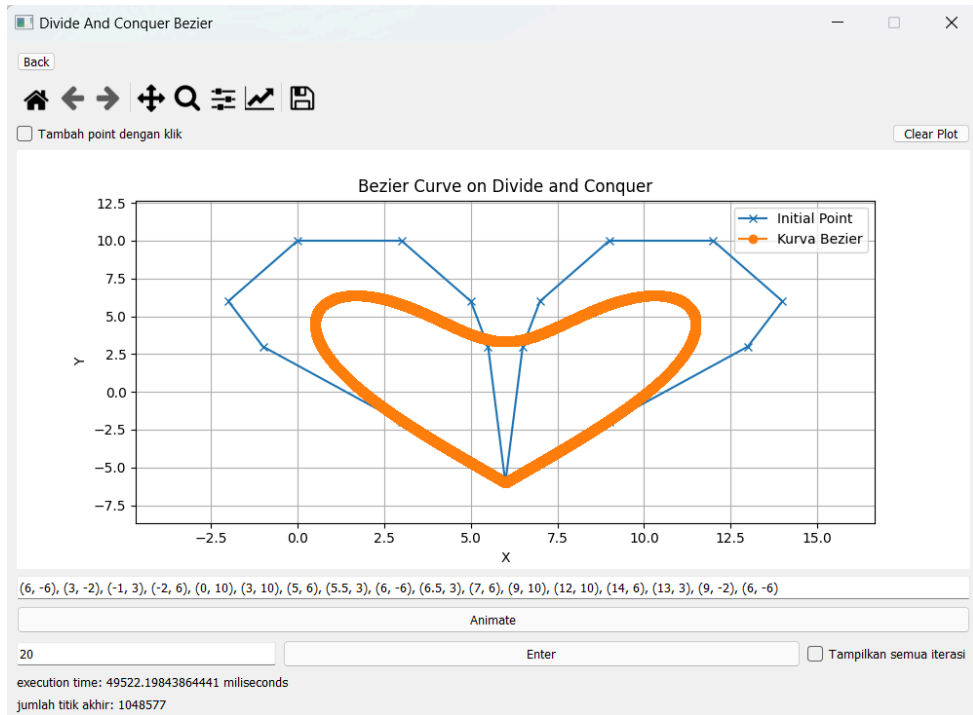 Divide And Conquer Bezier
Back
Tambah point dengan klik
Clear Plot
Bezier Curve on Divide and Conquer
12.5
10.0
7.5
5.0
2.5
0.0
−2.5
−5.0
−7.5
Y
Initial Point
Kurva Bezier
−2.5 0.0 2.5 5.0 7.5 10.0 12.5 15.0
X
(6, -6), (3, -2), (-1, 3), (-2, 6), (0, 10), (3, 10), (5, 6), (5.5, 3), (6, -6), (6.5, 3), (7, 6), (9, 10), (12, 10), (14, 6), (13, 3), (9, -2), (6, -6)
Animate
20
Enter
Tampilkan semua iterasi
execution time: 49522.19843864441 miliseconds
jumlah titik akhir: 1048577